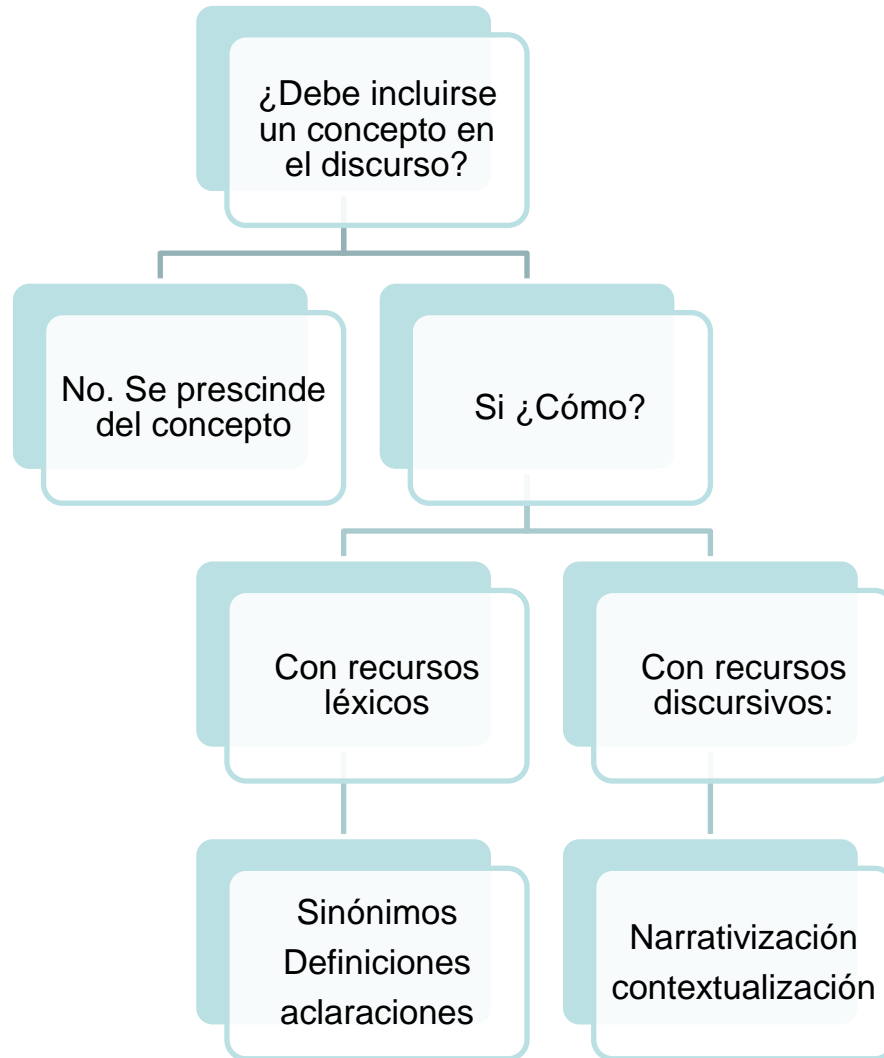 ¿Debe incluirse
un concepto en
el discurso?
No. Se prescinde
del concepto
Si ¿Cómo?
Con recursos
léxicos
Con recursos
discursivos:
Sinónimos
Definiciones
aclaraciones
Narrativización
contextualización